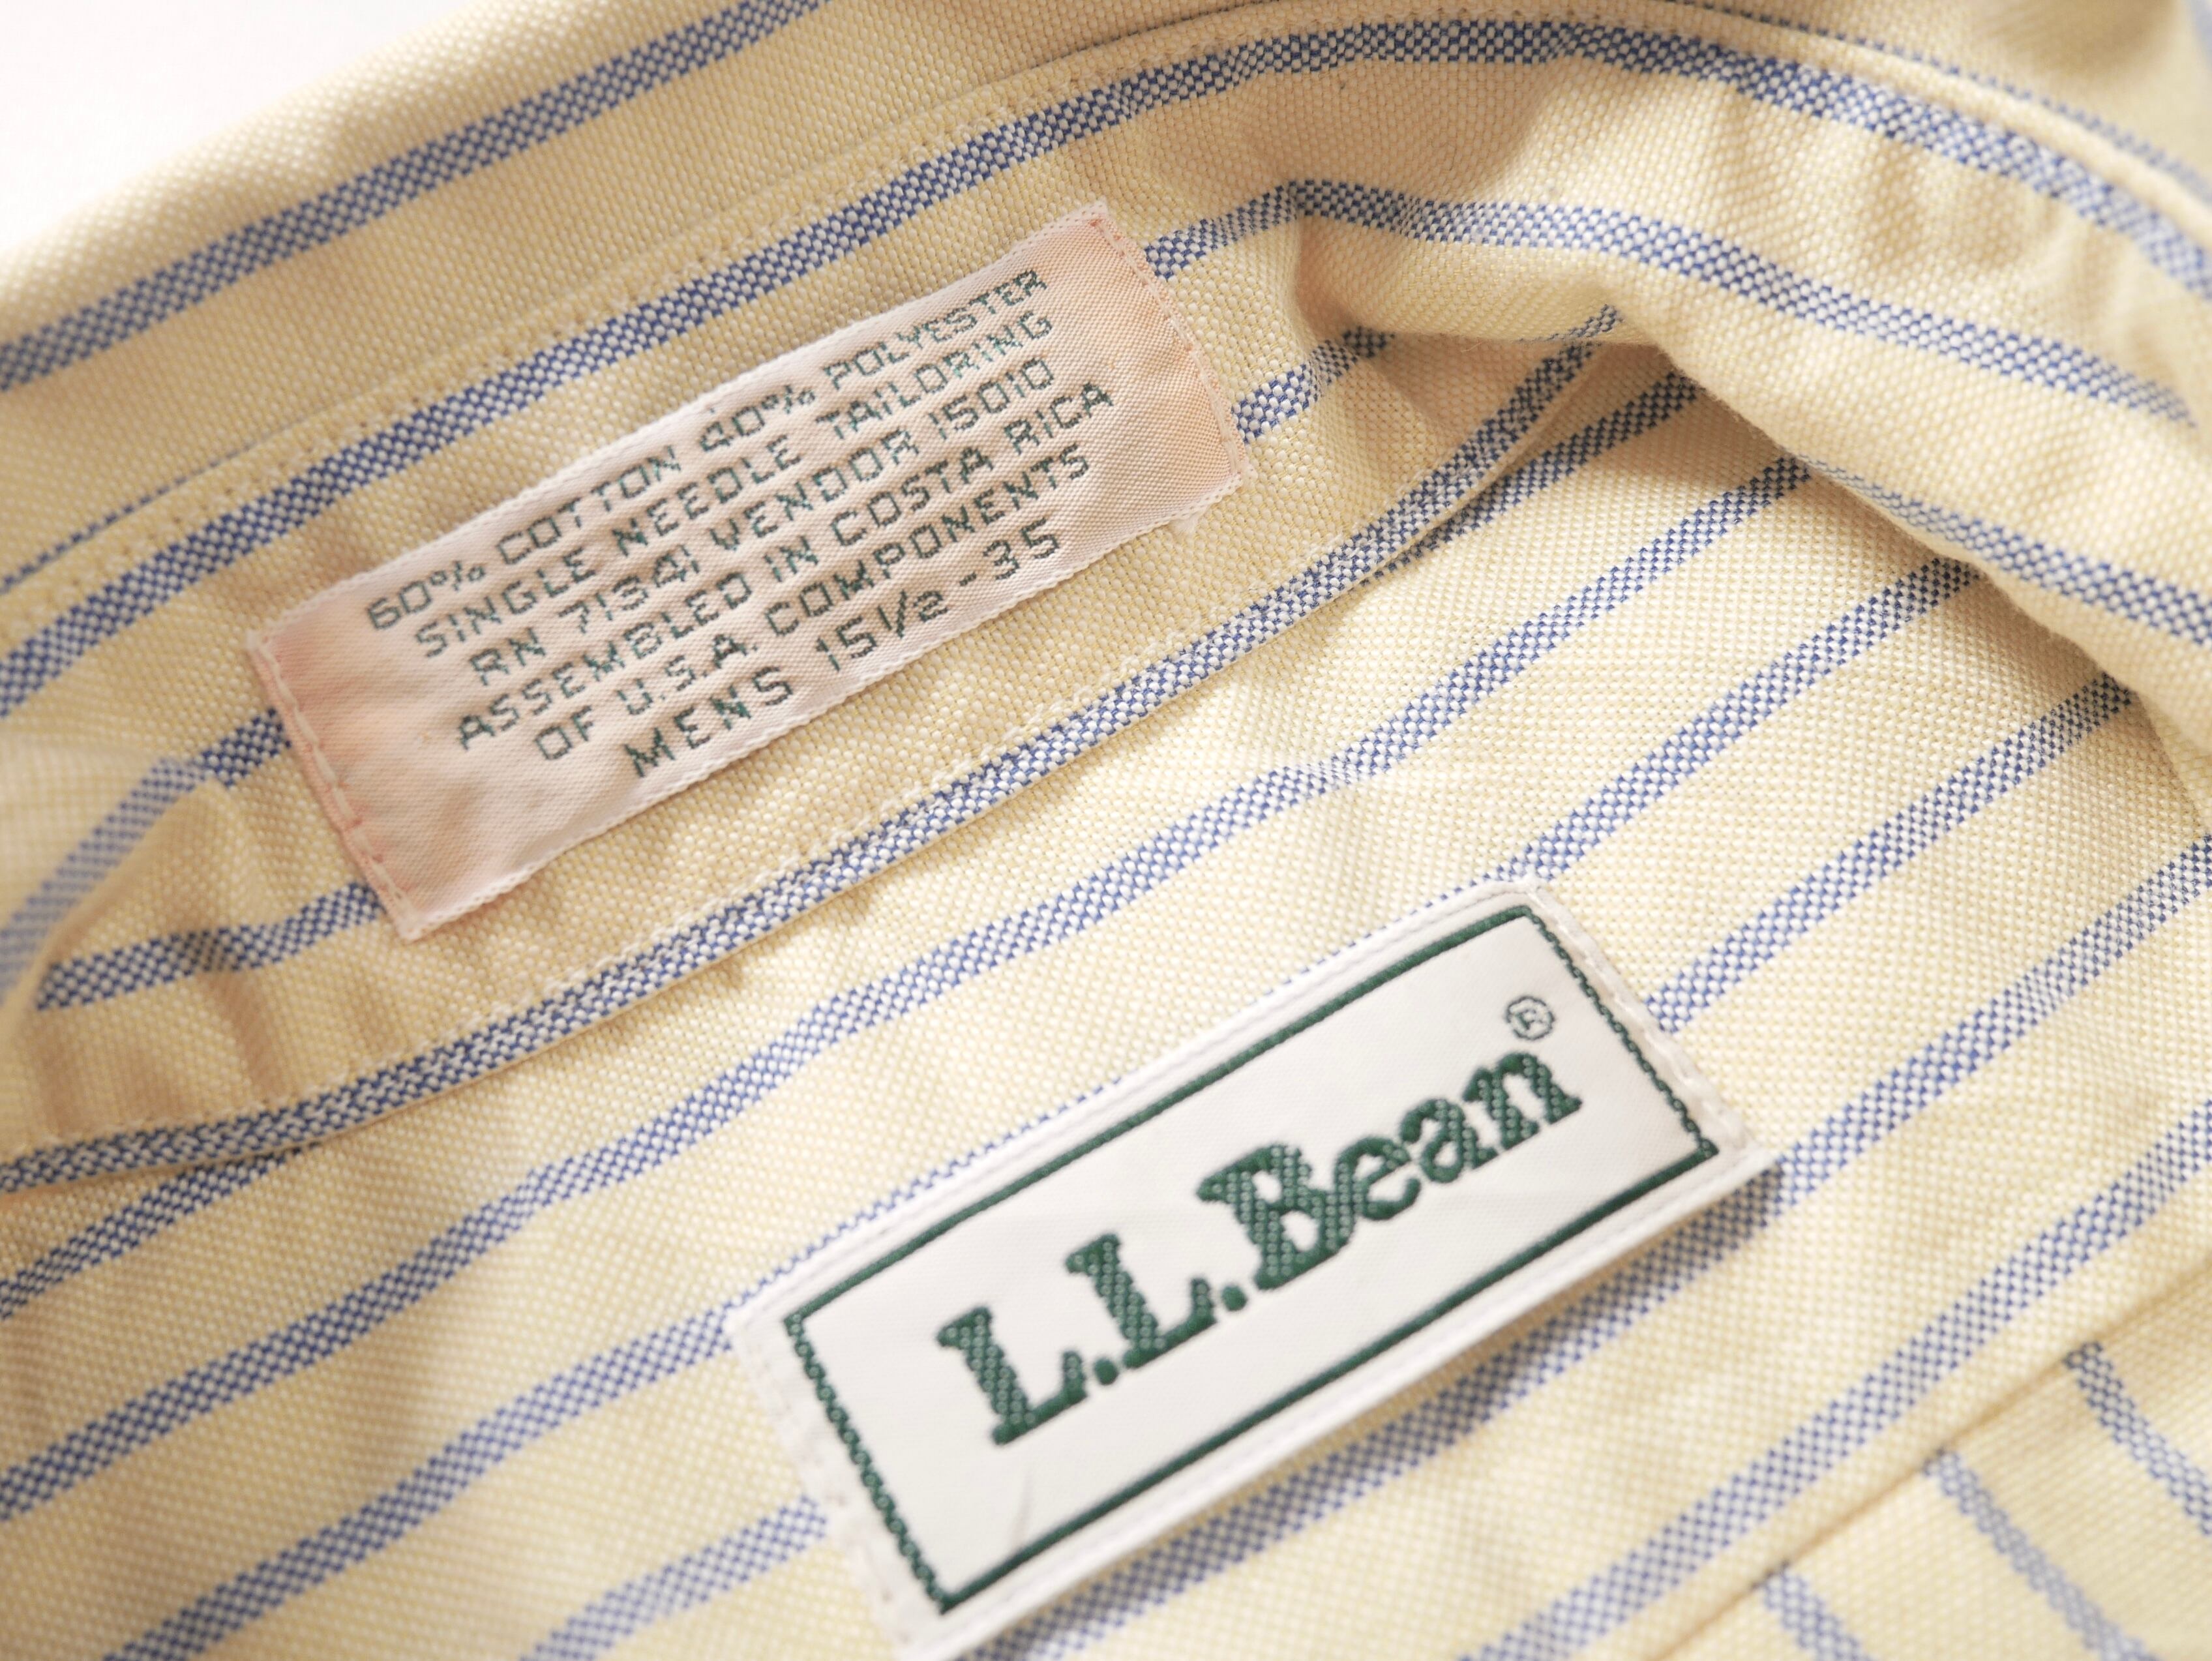 60% COTTON 40% POLYESTER
SINGLE NEEDLE TAILORING
RN 71341 VENDOR 15010
ASSEMBLED IN COSTA RICA
OF U.S.A. COMPONENTS
MENS 15 1/2 -35
L.L.Bean®